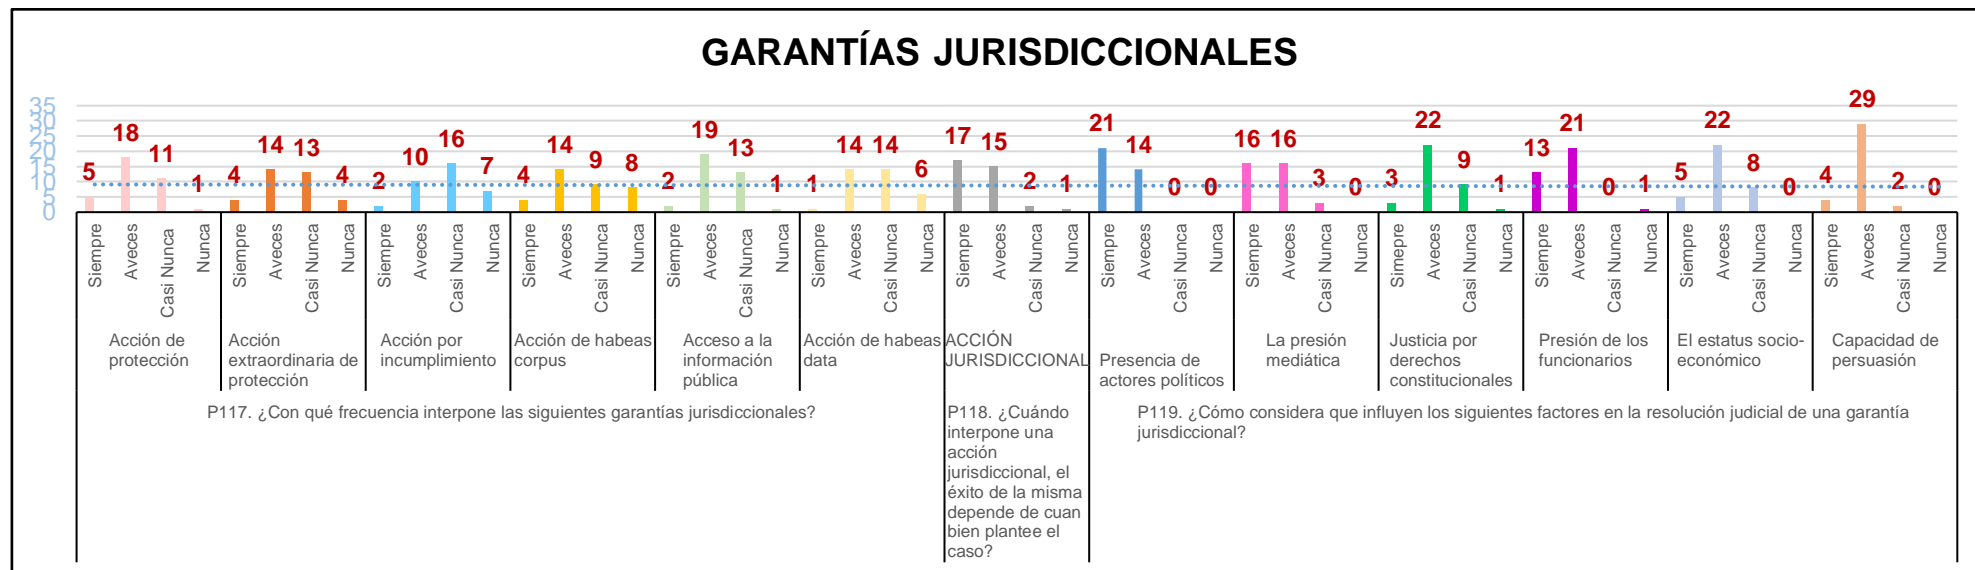 GARANTÍAS JURISDICCIONALES
35
30
25
20
15
10
5
0
5
18
11
1
4
14
13
4
2
10
16
7
4
14
9
8
2
19
13
1
1
14
14
6
17
15
2
1
21
14
0
0
16
16
3
0
3
22
9
1
13
21
0
1
5
22
8
0
4
29
2
0
Siempre
Aveces
Casi Nunca
Nunca
Siempre
Aveces
Casi Nunca
Nunca
Siempre
Aveces
Casi Nunca
Nunca
Siempre
Aveces
Casi Nunca
Nunca
Siempre
Aveces
Casi Nunca
Nunca
Siempre
Aveces
Casi Nunca
Nunca
Siempre
Aveces
Casi Nunca
Nunca
Siempre
Aveces
Casi Nunca
Nunca
Siempre
Aveces
Casi Nunca
Nunca
Simepre
Aveces
Casi Nunca
Nunca
Siempre
Aveces
Casi Nunca
Nunca
Siempre
Aveces
Casi Nunca
Nunca
Siempre
Aveces
Casi Nunca
Nunca
Acción de
protección
Acción
extraordinaria de
protección
Acción por
incumplimiento
Acción de habeas
corpus
Acceso a la
información
pública
Acción de habeas
data
ACCIÓN
JURISDICCIONAL
Presencia de
actores políticos
La presión
mediática
Justicia por
derechos
constitucionales
Presión de los
funcionarios
El estatus socio-
económico
Capacidad de
persuasión
P117. ¿Con qué frecuencia interpone las siguientes garantías jurisdiccionales?
P118. ¿Cuándo
interpone una
acción
jurisdiccional, el
éxito de la misma
depende de cuan
bien plantee el
caso?
P119. ¿Cómo considera que influyen los siguientes factores en la resolución judicial de una garantía
jurisdiccional?